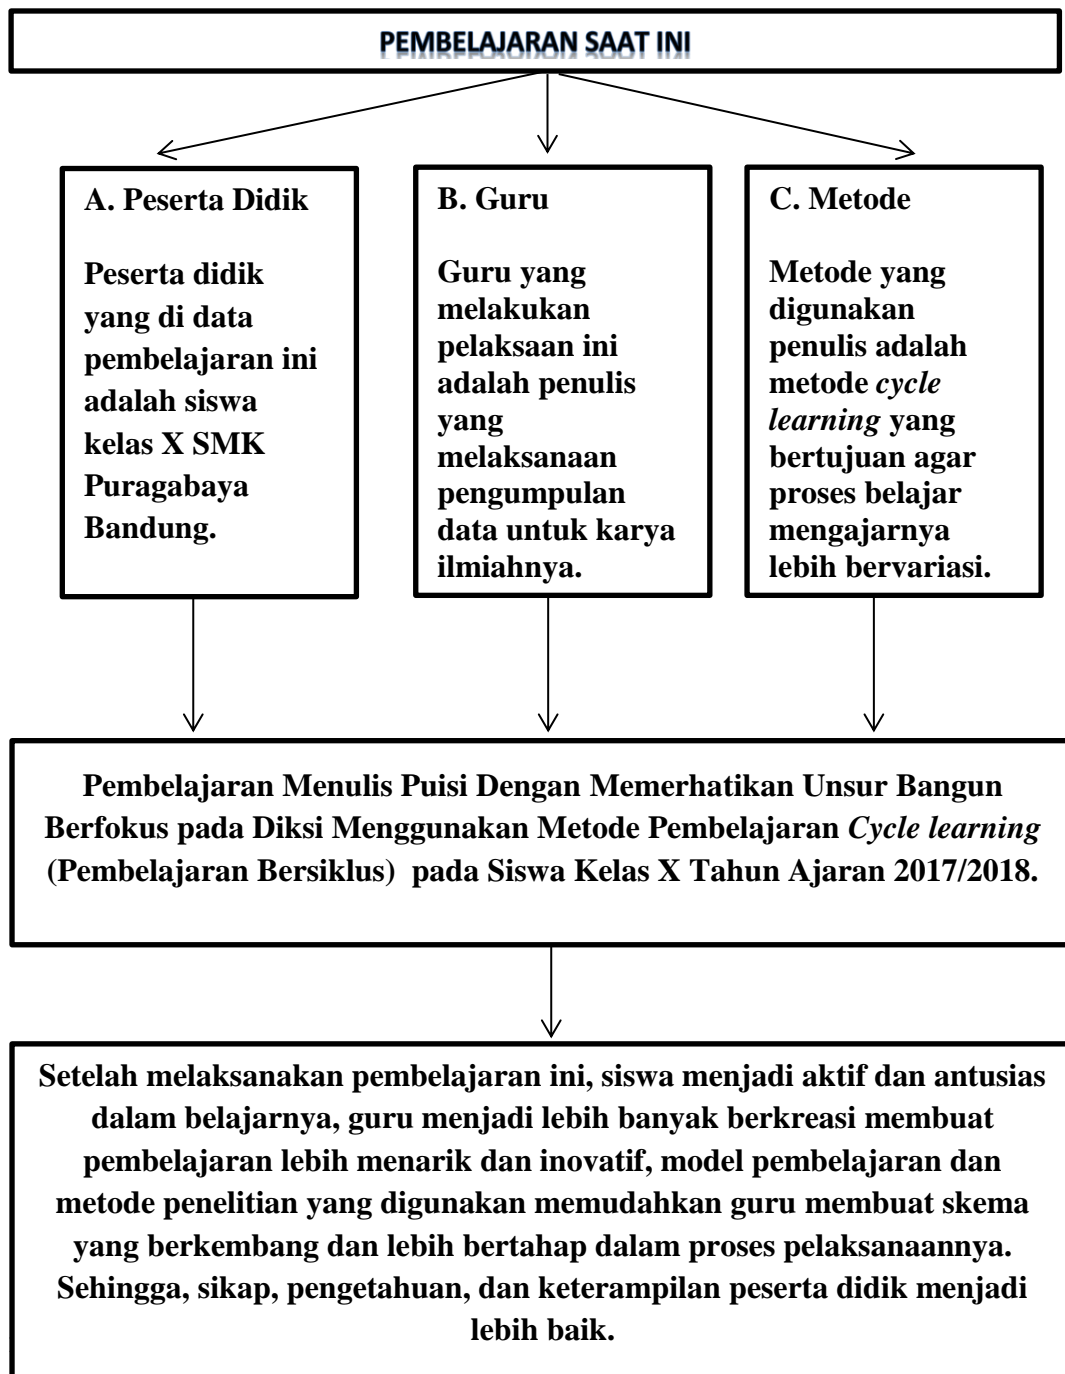 PEMBELAJARAN SAAT INI
A. Peserta Didik
Peserta didik
yang di data
pembelajaran ini
adalah siswa
kelas X SMK
Puragabaya
Bandung.
B. Guru
Guru yang
melakukan
pelaksaan ini
adalah penulis
yang
melaksanaan
pengumpulan
data untuk karya
ilmiahnya.
C. Metode
Metode yang
digunakan
penulis adalah
metode cycle
learning yang
bertujuan agar
proses belajar
mengajarnya
lebih bervariasi.
Pembelajaran Menulis Puisi Dengan Memerhatikan Unsur Bangun
Berfokus pada Diksi Menggunakan Metode Pembelajaran Cycle learning
(Pembelajaran Bersiklus) pada Siswa Kelas X Tahun Ajaran 2017/2018.
Setelah melaksanakan pembelajaran ini, siswa menjadi aktif dan antusias
dalam belajarnya, guru menjadi lebih banyak berkreasi membuat
pembelajaran lebih menarik dan inovatif, model pembelajaran dan
metode penelitian yang digunakan memudahkan guru membuat skema
yang berkembang dan lebih bertahap dalam proses pelaksanaannya.
Sehingga, sikap, pengetahuan, dan keterampilan peserta didik menjadi
lebih baik.